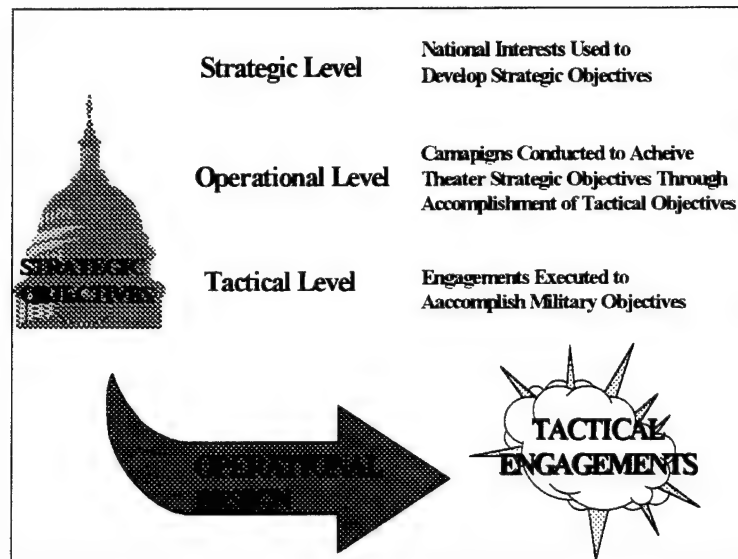 Strategic Level
National Interests Used to
Develop Strategic Objectives
Operational Level
Camapigns Conducted to Acheive
Theater Strategic Objectives Through
Accomplishment of Tactical Objectives
Tactical Level
Engagements Executed to
Aaccomplish Military Objectives
STRATEGIC
OBJECTIVES
OPERATIONAL
DESIGN
TACTICAL
ENGAGEMENTS